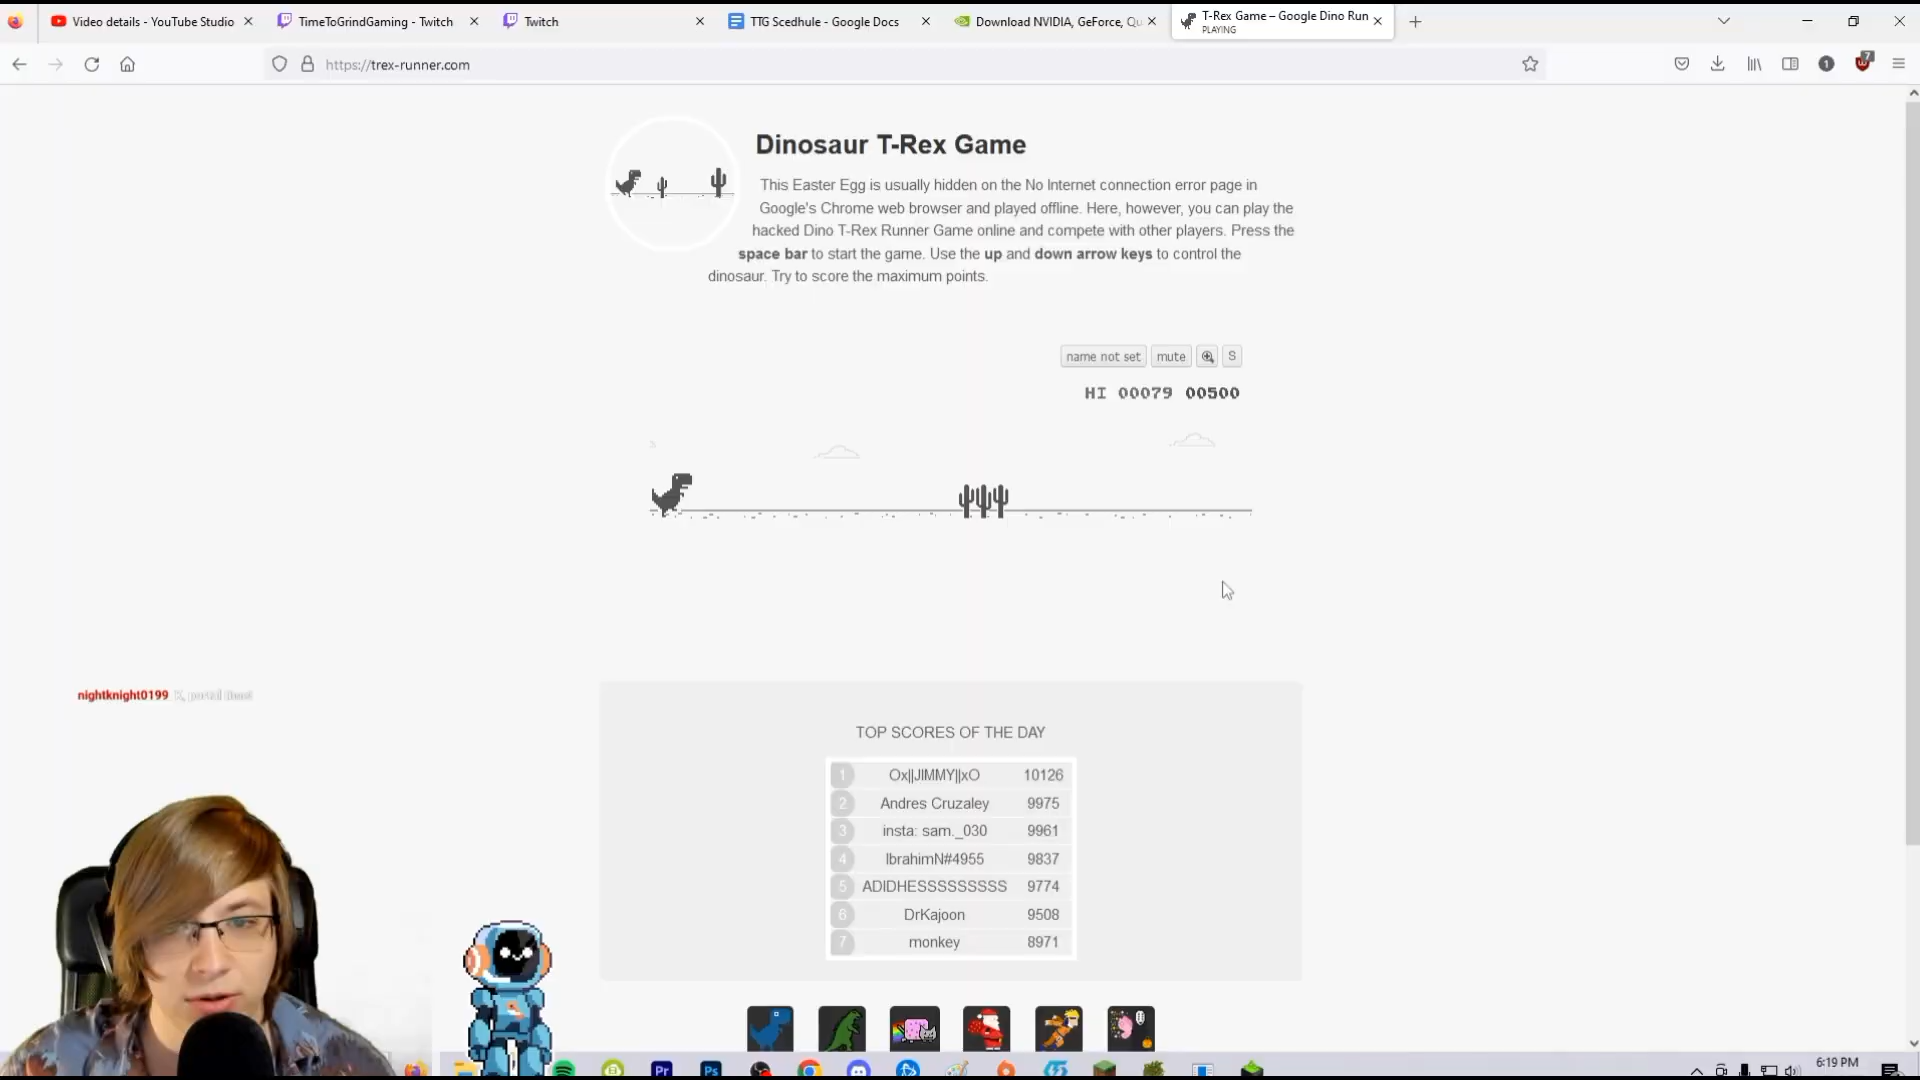 Video details - YouTube Studio
TimeToGrindGaming - Twitch
Twitch
TTG Scedhule - Google Docs
Download NVIDIA, GeForce, Qu
T-Rex Game – Google Dino Run
PLAYING
https://trex-runner.com
1
7
Dinosaur T-Rex Game
This Easter Egg is usually hidden on the No Internet connection error page in
Google's Chrome web browser and played offline. Here, however, you can play the
hacked Dino T-Rex Runner Game online and compete with other players. Press the
space bar to start the game. Use the up and down arrow keys to control the
dinosaur. Try to score the maximum points.
name not set mute S
HI 00079 00500
nightknight0199
TOP SCORES OF THE DAY
1 Ox||JIMMY||xO 10126
2 Andres Cruzaley 9975
3 insta: sam._030 9961
4 IbrahimN#4955 9837
5 ADIDHESSSSSSSSS 9774
6 DrKajoon 9508
7 monkey 8971
Pr
Ps
6:19 PM